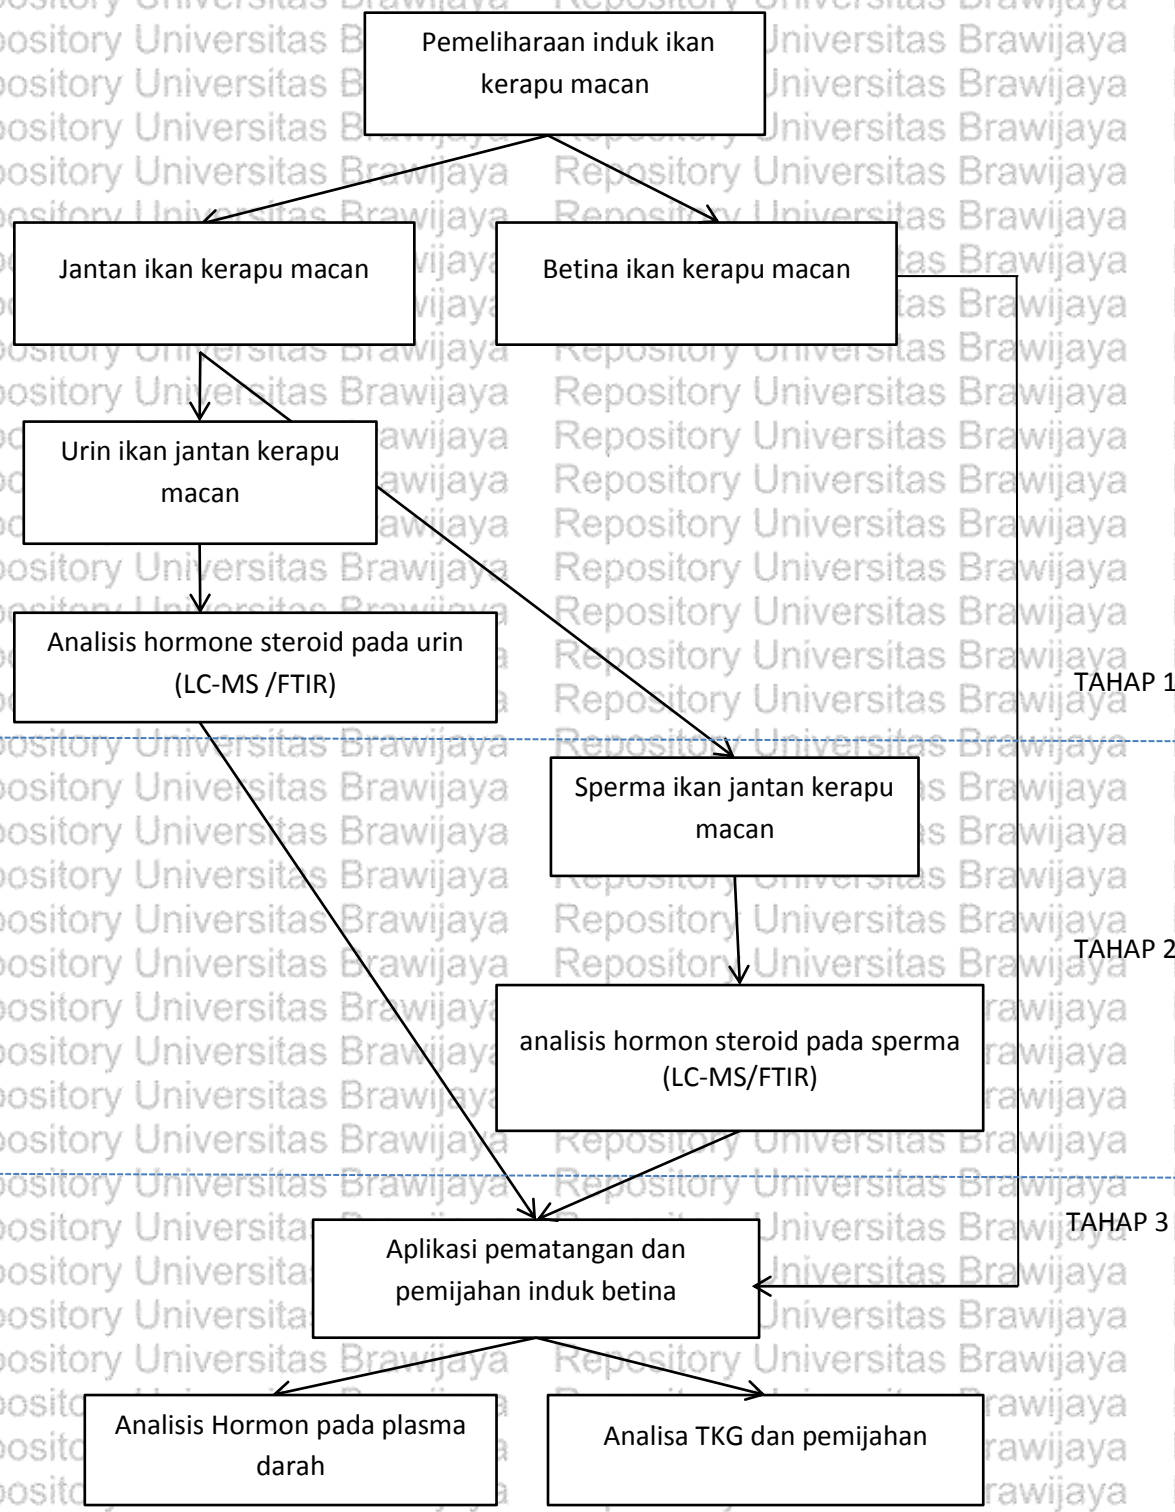 Pemeliharaan induk ikan
kerapu macan
Jantan ikan kerapu macan
Betina ikan kerapu macan
Urin ikan jantan kerapu
macan
Analisis hormone steroid pada urin
(LC-MS /FTIR)
TAHAP 1
Sperma ikan jantan kerapu
macan
TAHAP 2
analisis hormon steroid pada sperma
(LC-MS/FTIR)
TAHAP 3
Aplikasi pematangan dan
pemijahan induk betina
Analisis Hormon pada plasma
darah
Analisa TKG dan pemijahan
Repository Universitas Brawijaya